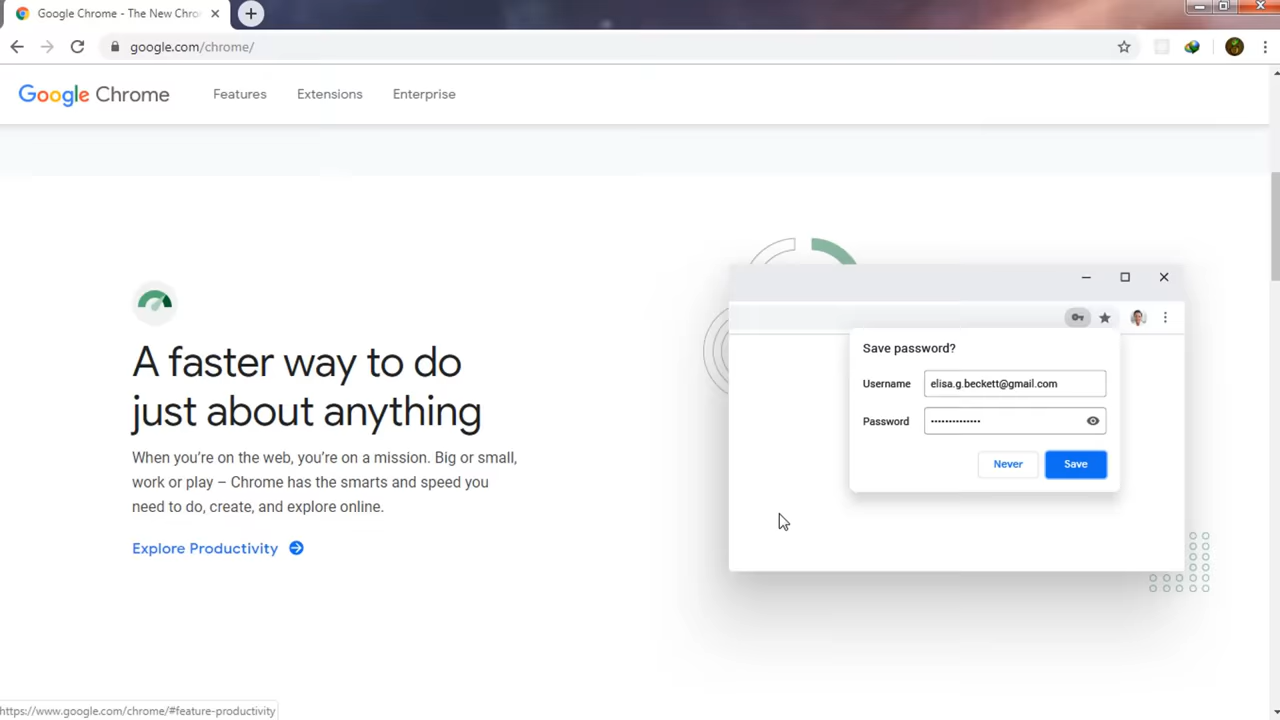 Google Chrome - The New Chro
google.com/chrome/
Google Chrome
Features
Extensions
Enterprise
A faster way to do
just about anything
When you’re on the web, you’re on a mission. Big or small,
work or play – Chrome has the smarts and speed you
need to do, create, and explore online.
Explore Productivity
Save password?
Username elisa.g.beckett@gmail.com
Password ••••••••••••••
Never Save
https://www.google.com/chrome/#feature-productivity